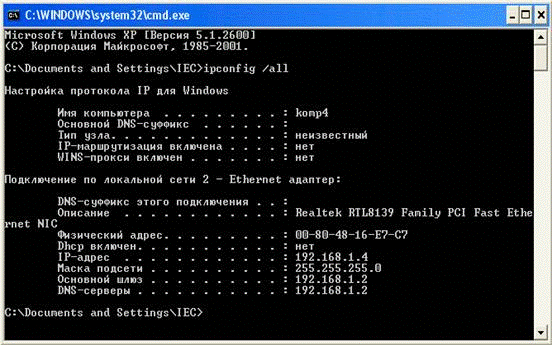 C:\WINDOWS\system32\cmd.exe
Microsoft Windows XP [Версия 5.1.2600]
(C) Корпорация Майкрософт, 1985-2001.
C:\Documents and Settings\IEC>ipconfig /all
Настройка протокола IP для Windows
Имя компьютера . . . . . . . . . : komp4
Основной DNS-суффикс . . . . . . :
Тип узла. . . . . . . . . . . . . : неизвестный
IP-маршрутизация включена . . . . : нет
WINS-прокси включен . . . . . . . : нет
Подключение по локальной сети 2 - Ethernet адаптер:
DNS-суффикс этого подключения . . :
Описание . . . . . . . . . . . . : Realtek RTL8139 Family PCI Fast Ethe
rnet NIC
Физический адрес. . . . . . . . . : 00-80-48-16-E7-C7
Dhcp включен. . . . . . . . . . . : нет
IP-адрес . . . . . . . . . . . . : 192.168.1.4
Маска подсети . . . . . . . . . . : 255.255.255.0
Основной шлюз . . . . . . . . . . : 192.168.1.2
DNS-серверы . . . . . . . . . . . : 192.168.1.2
C:\Documents and Settings\IEC>